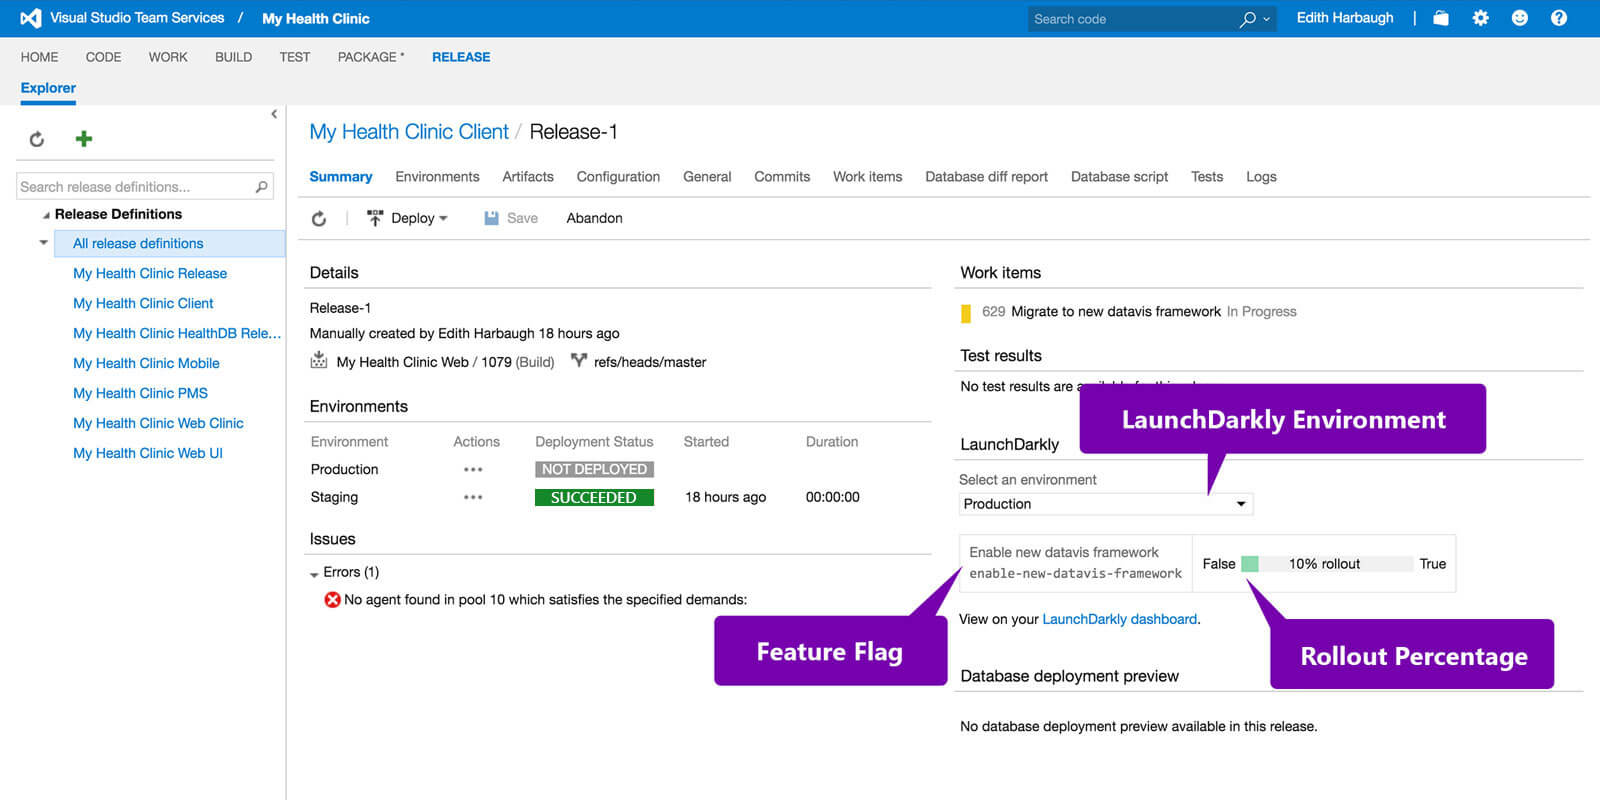 Visual Studio Team Services / My Health Clinic
Search code
Edith Harbaugh
HOME CODE WORK BUILD TEST PACKAGE * RELEASE
Explorer
Search release definitions...
Release Definitions
All release definitions
My Health Clinic Release
My Health Clinic Client
My Health Clinic HealthDB Rele...
My Health Clinic Mobile
My Health Clinic PMS
My Health Clinic Web Clinic
My Health Clinic Web UI
My Health Clinic Client / Release-1
Summary Environments Artifacts Configuration General Commits Work items Database diff report Database script Tests Logs
Deploy Save Abandon
Details
Release-1
Manually created by Edith Harbaugh 18 hours ago
My Health Clinic Web / 1079 (Build) refs/heads/master
Environments
Environment Actions Deployment Status Started Duration
Production ... NOT DEPLOYED
Staging ... SUCCEEDED 18 hours ago 00:00:00
Issues
Errors (1)
No agent found in pool 10 which satisfies the specified demands:
Feature Flag
Work items
629 Migrate to new datavis framework In Progress
Test results
No test results are
LaunchDarkly Environment
LaunchDarkly
Select an environment
Production
Enable new datavis framework
enable-new-datavis-framework
False 10% rollout True
View on your LaunchDarkly dashboard.
Rollout Percentage
Database deployment preview
No database deployment preview available in this release.